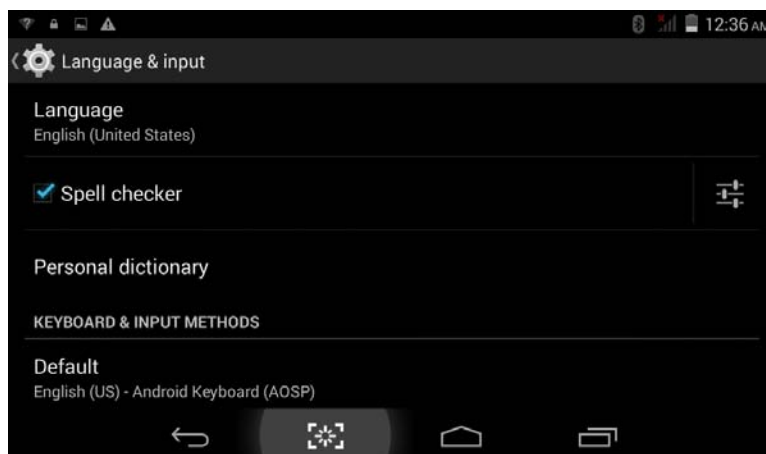 12:36 AM
Language & input
Language
English (United States)
Spell checker
Personal dictionary
KEYBOARD & INPUT METHODS
Default
English (US) - Android Keyboard (AOSP)